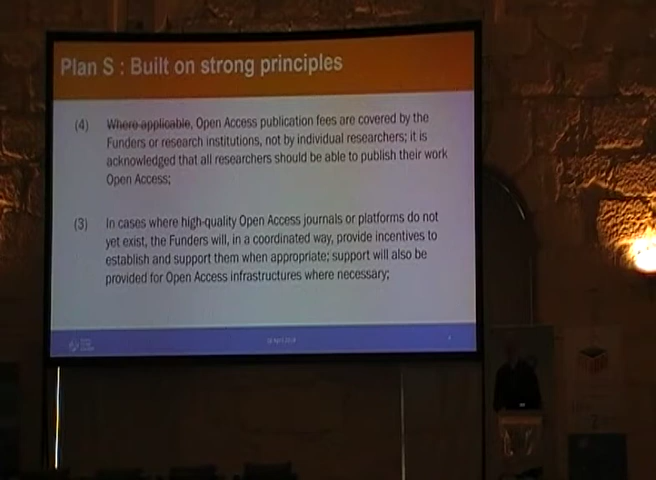 Plan S : Built on strong principles
(4) Where applicable, Open Access publication fees are covered by the
Funders or research institutions, not by individual researchers; it is
acknowledged that all researchers should be able to publish their work
Open Access;
(3) In cases where high-quality Open Access journals or platforms do not
yet exist, the Funders will, in a coordinated way, provide incentives to
establish and support them when appropriate; support will also be
provided for Open Access infrastructures where necessary;